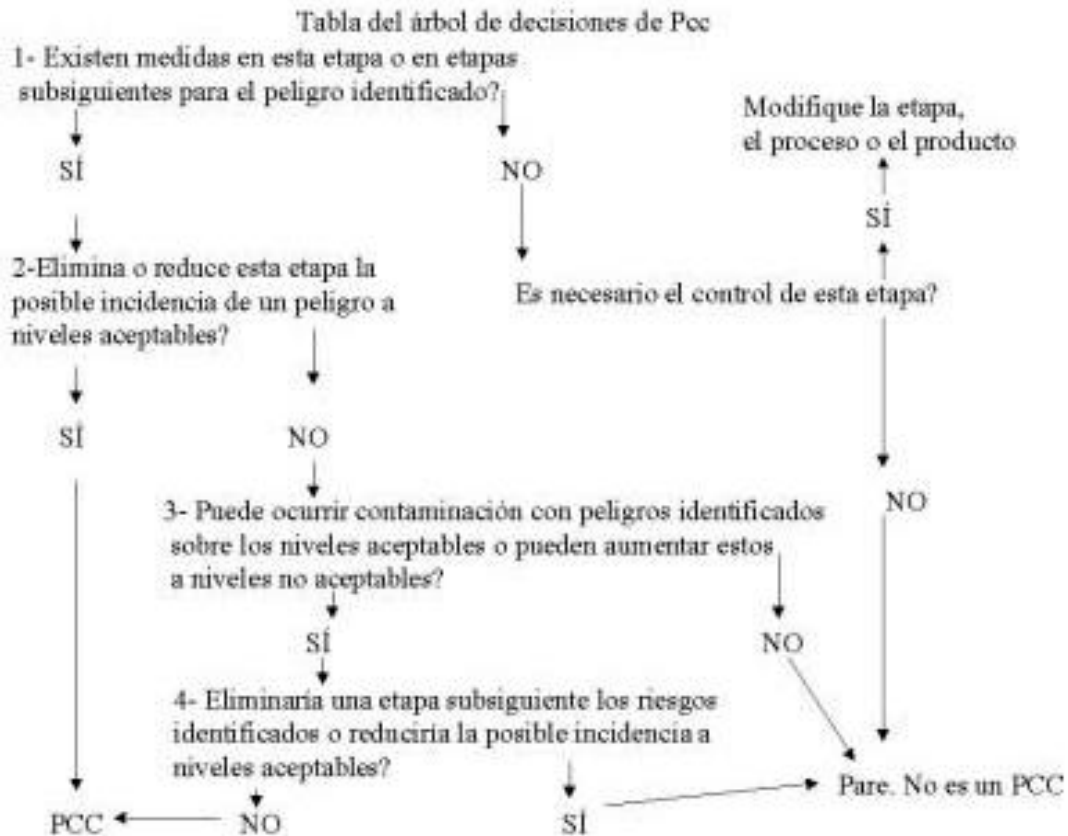 Tabla del árbol de decisiones de Pcc
1- Existen medidas en esta etapa o en etapas
subsiguientes para el peligro identificado?
Modifique la etapa,
el proceso o el producto
SÍ
NO
SÍ
2-Elimina o reduce esta etapa la
posible incidencia de un peligro a
niveles aceptables?
Es necesario el control de esta etapa?
SÍ
NO
NO
3- Puede ocurrir contaminación con peligros identificados
sobre los niveles aceptables o pueden aumentar estos
a niveles no aceptables?
SÍ
NO
4- Eliminaría una etapa subsiguiente los riesgos
identificados o reduciría la posible incidencia a
niveles aceptables?
Pare. No es un PCC
PCC
NO
SÍ